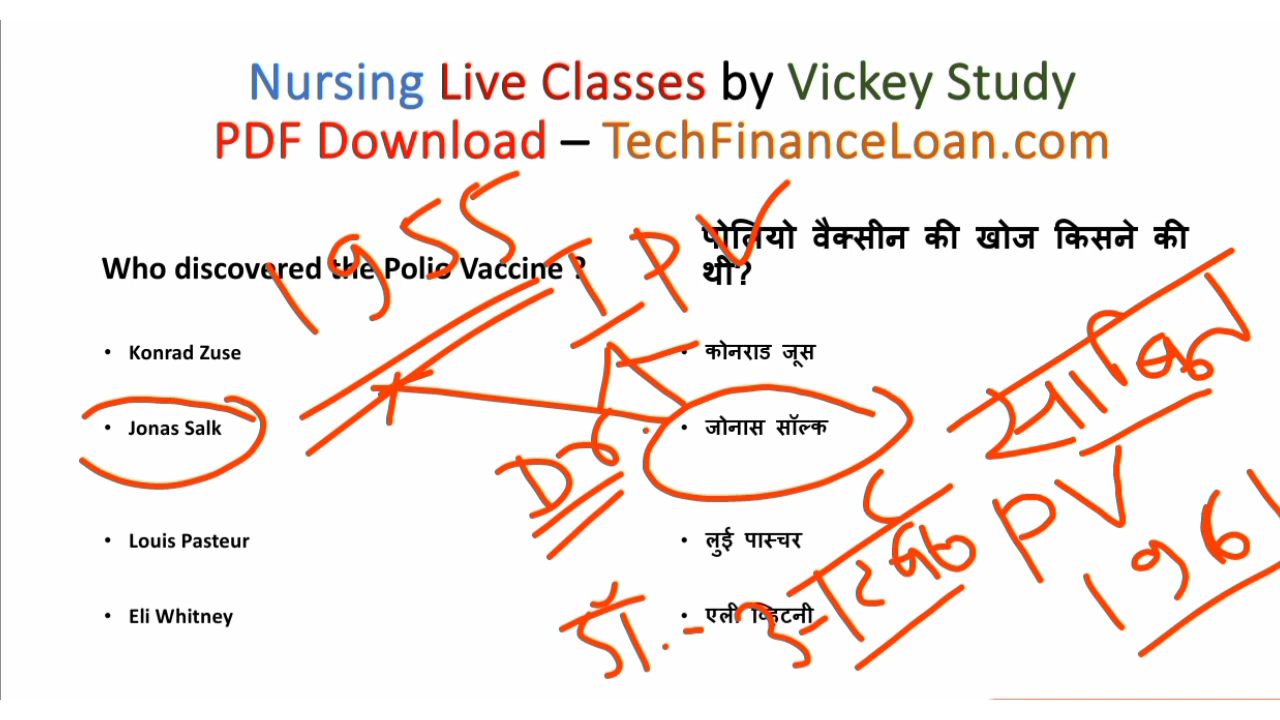 Nursing Live Classes by Vickey Study
PDF Download – TechFinanceLoan.com
Who discovered the Polio Vaccine ?
• Konrad Zuse
• Jonas Salk
• Louis Pasteur
• Eli Whitney
पोलियो वैक्सीन की खोज किसने की
थी?
• कोनराड जूस
• जोनास सॉल्क
• लुई पास्चर
• एली व्हिटनी
1955
IPV
PV
1961
डॉ. -